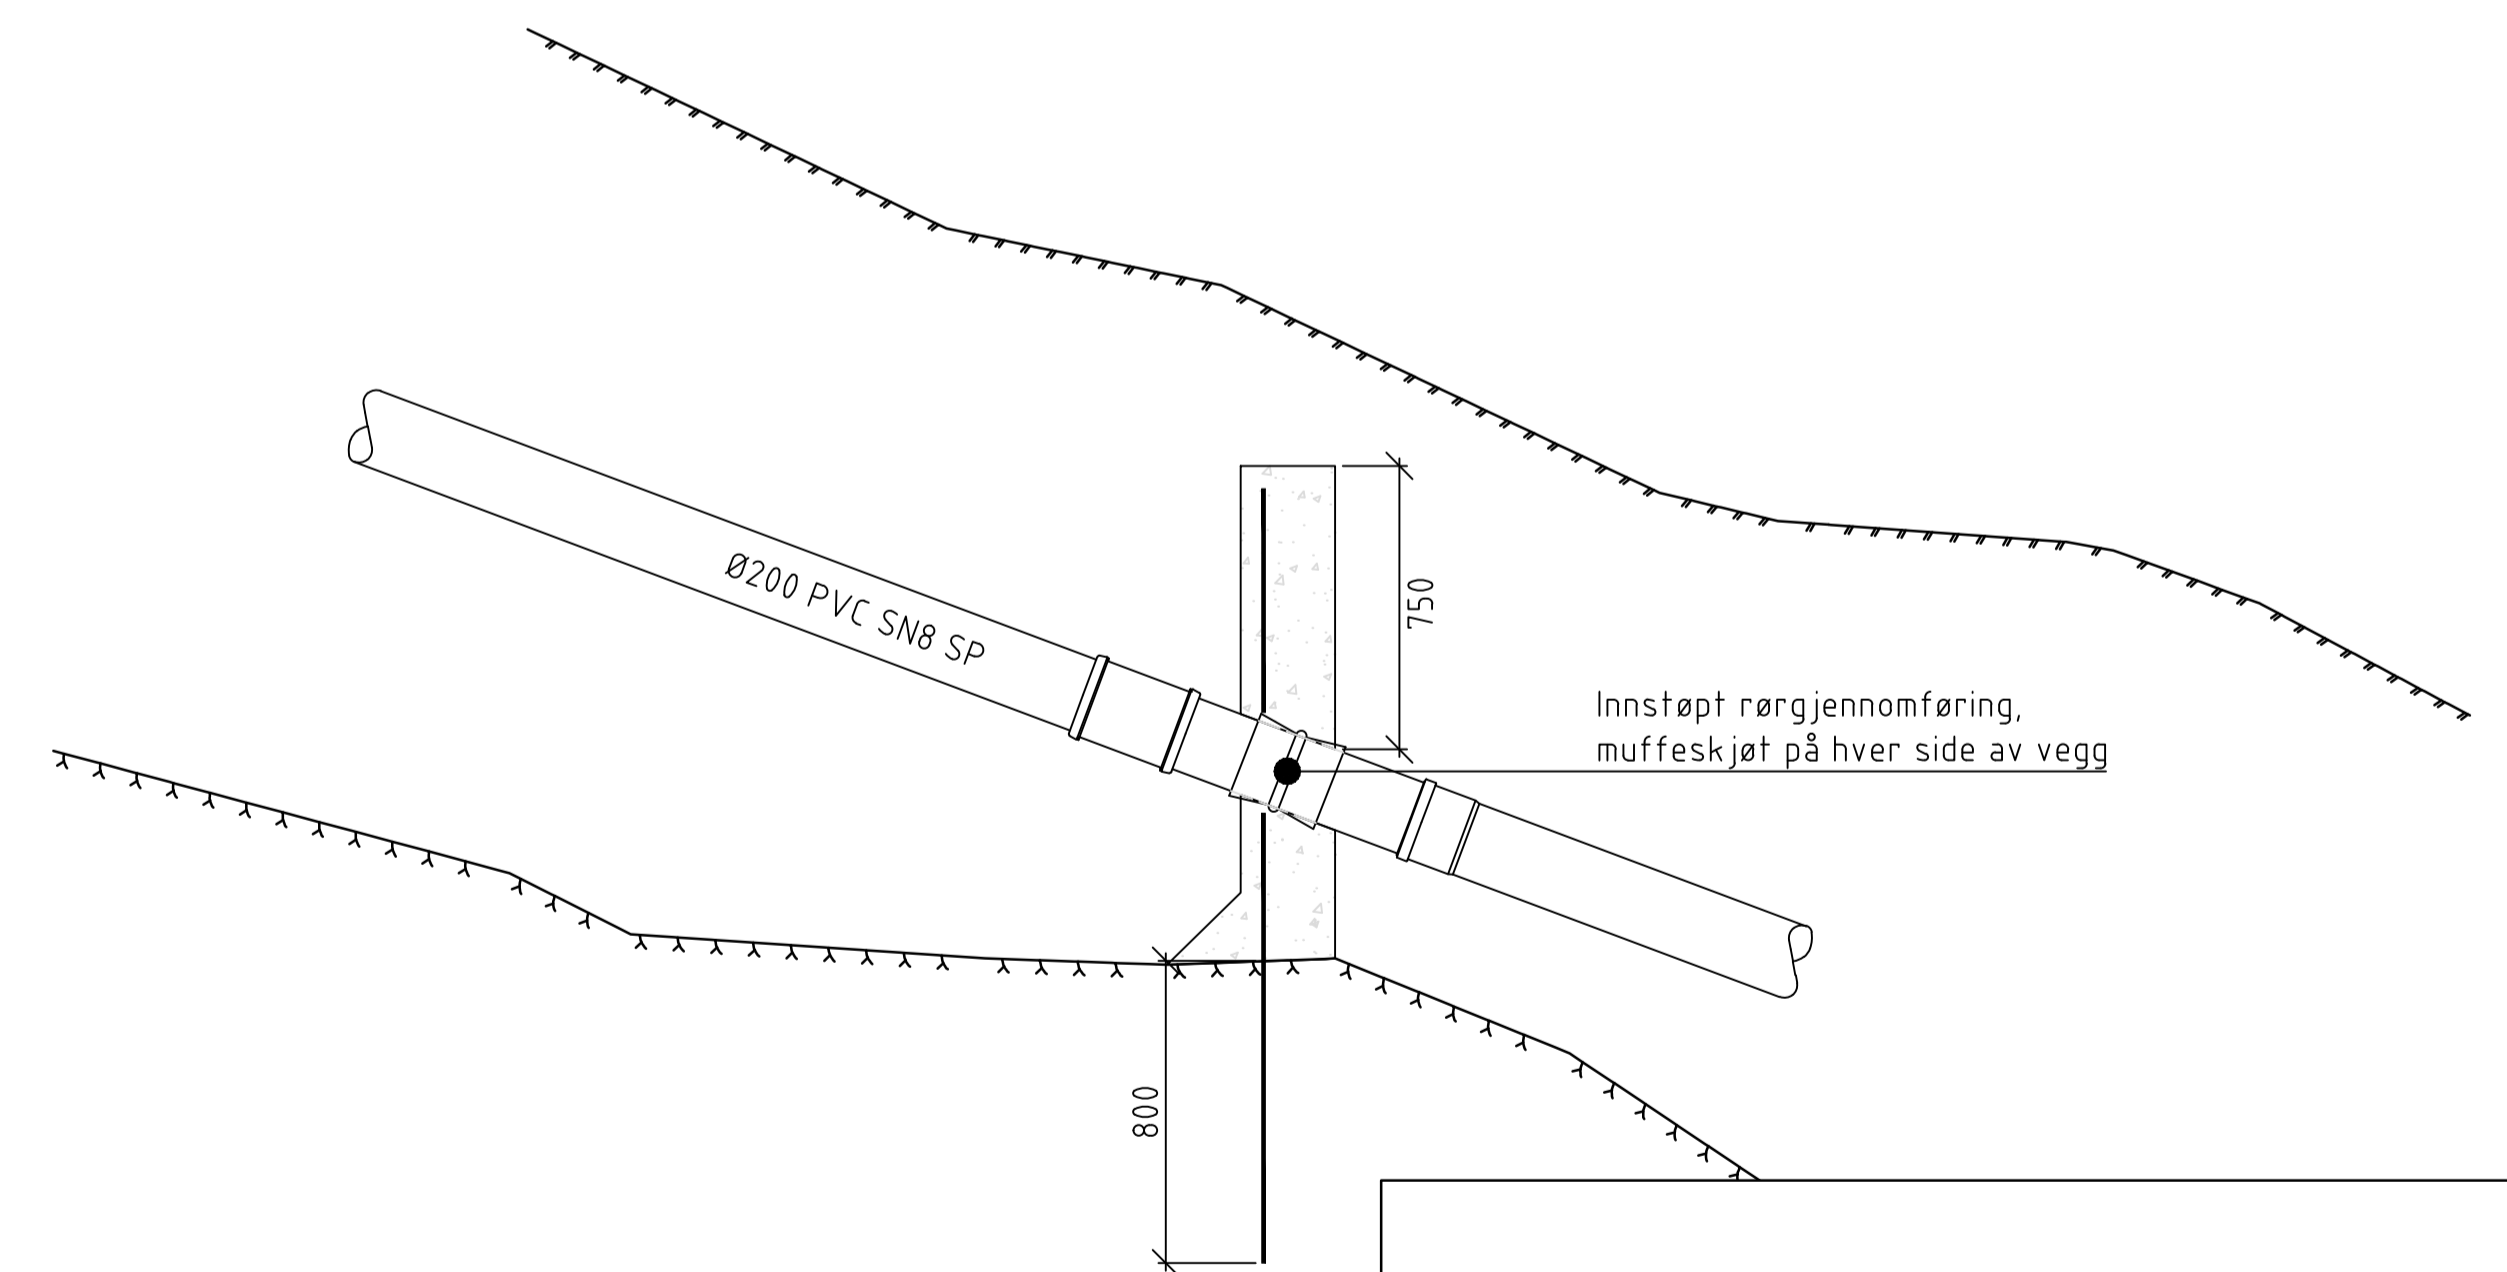 Ø200 PVC SN8 SP
750
Innstøpt rørgjennomføring,
muffeskjøt på hver side av vegg
800